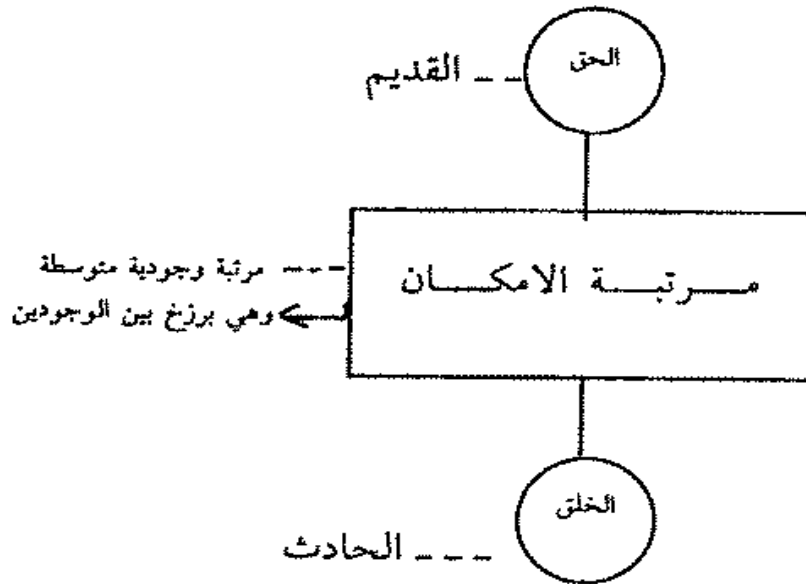 الحق
القديم - -
مرتبة الامكان
--- مرتبة وجودية متوسطة
وهي برزخ بين الوجودين
الخلق
الحادث - - -